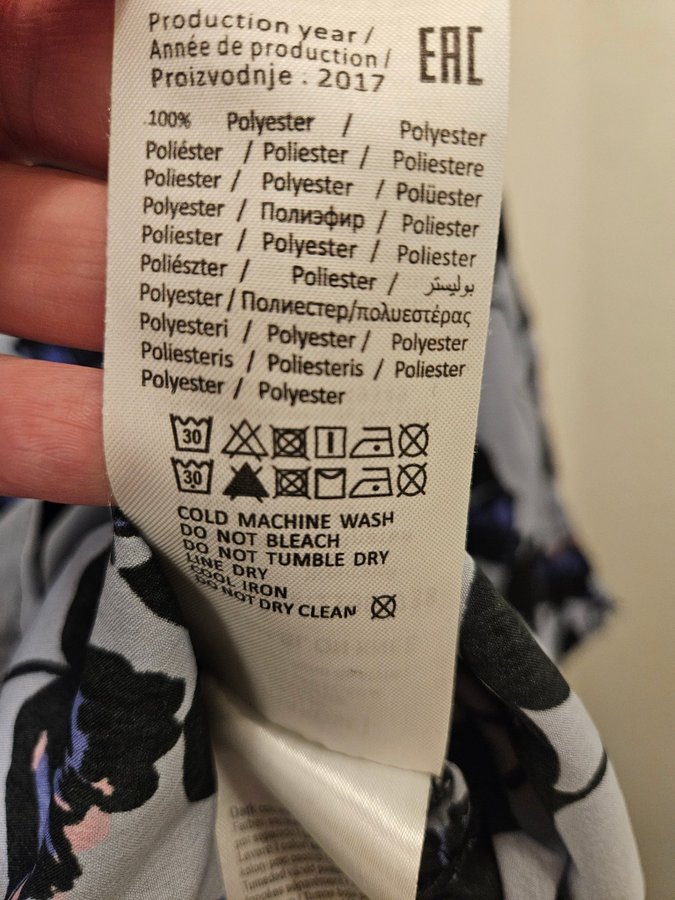 Production year /
Année de production /
Proizvodnje . 2017
EAC
.100% Polyester / Polyester
Poliéster / Poliester / Poliestere
Poliester / Polyester / Polüester
Polyester / Полиэфир / Poliester
Poliester / Polyester / Poliester
Poliészter / Poliester / بوليستر
Polyester / Полиестер/πολυεστέρας
Polyesteri / Polyester / Polyester
Poliesteris / Poliesteris / Poliester
Polyester / Polyester
30
30
COLD MACHINE WASH
DO NOT BLEACH
DO NOT TUMBLE DRY
LINE DRY
COOL IRON
DO NOT DRY CLEAN